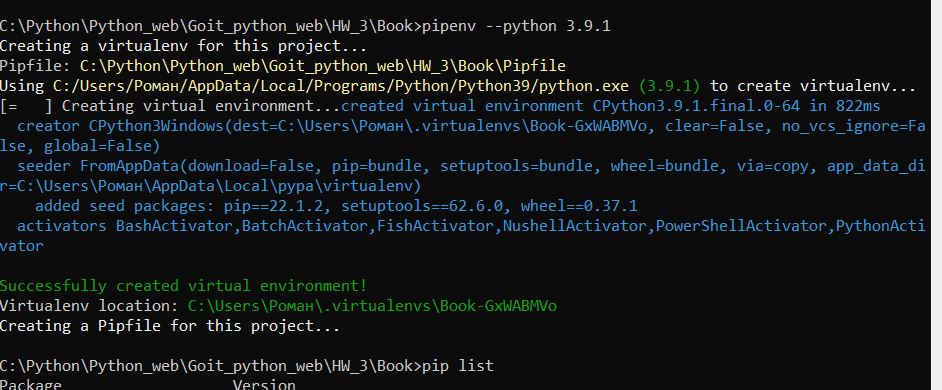 C:\Python\Python_web\Goit_python_web\HW_3\Book>pipenv --python 3.9.1
Creating a virtualenv for this project...
Pipfile: C:\Python\Python_web\Goit_python_web\HW_3\Book\Pipfile
Using C:/Users/Роман/AppData/Local/Programs/Python/Python39/python.exe (3.9.1) to create virtualenv...
[=   ] Creating virtual environment...created virtual environment CPython3.9.1.final.0-64 in 822ms
  creator CPython3Windows(dest=C:\Users\Роман\.virtualenvs\Book-GxWABMVo, clear=False, no_vcs_ignore=Fa
lse, global=False)
  seeder FromAppData(download=False, pip=bundle, setuptools=bundle, wheel=bundle, via=copy, app_data_di
r=C:\Users\Роман\AppData\Local\pypa\virtualenv)
    added seed packages: pip==22.1.2, setuptools==62.6.0, wheel==0.37.1
  activators BashActivator,BatchActivator,FishActivator,NushellActivator,PowerShellActivator,PythonActi
vator
Successfully created virtual environment!
Virtualenv location: C:\Users\Роман\.virtualenvs\Book-GxWABMVo
Creating a Pipfile for this project...
C:\Python\Python_web\Goit_python_web\HW_3\Book>pip list
Package                Version